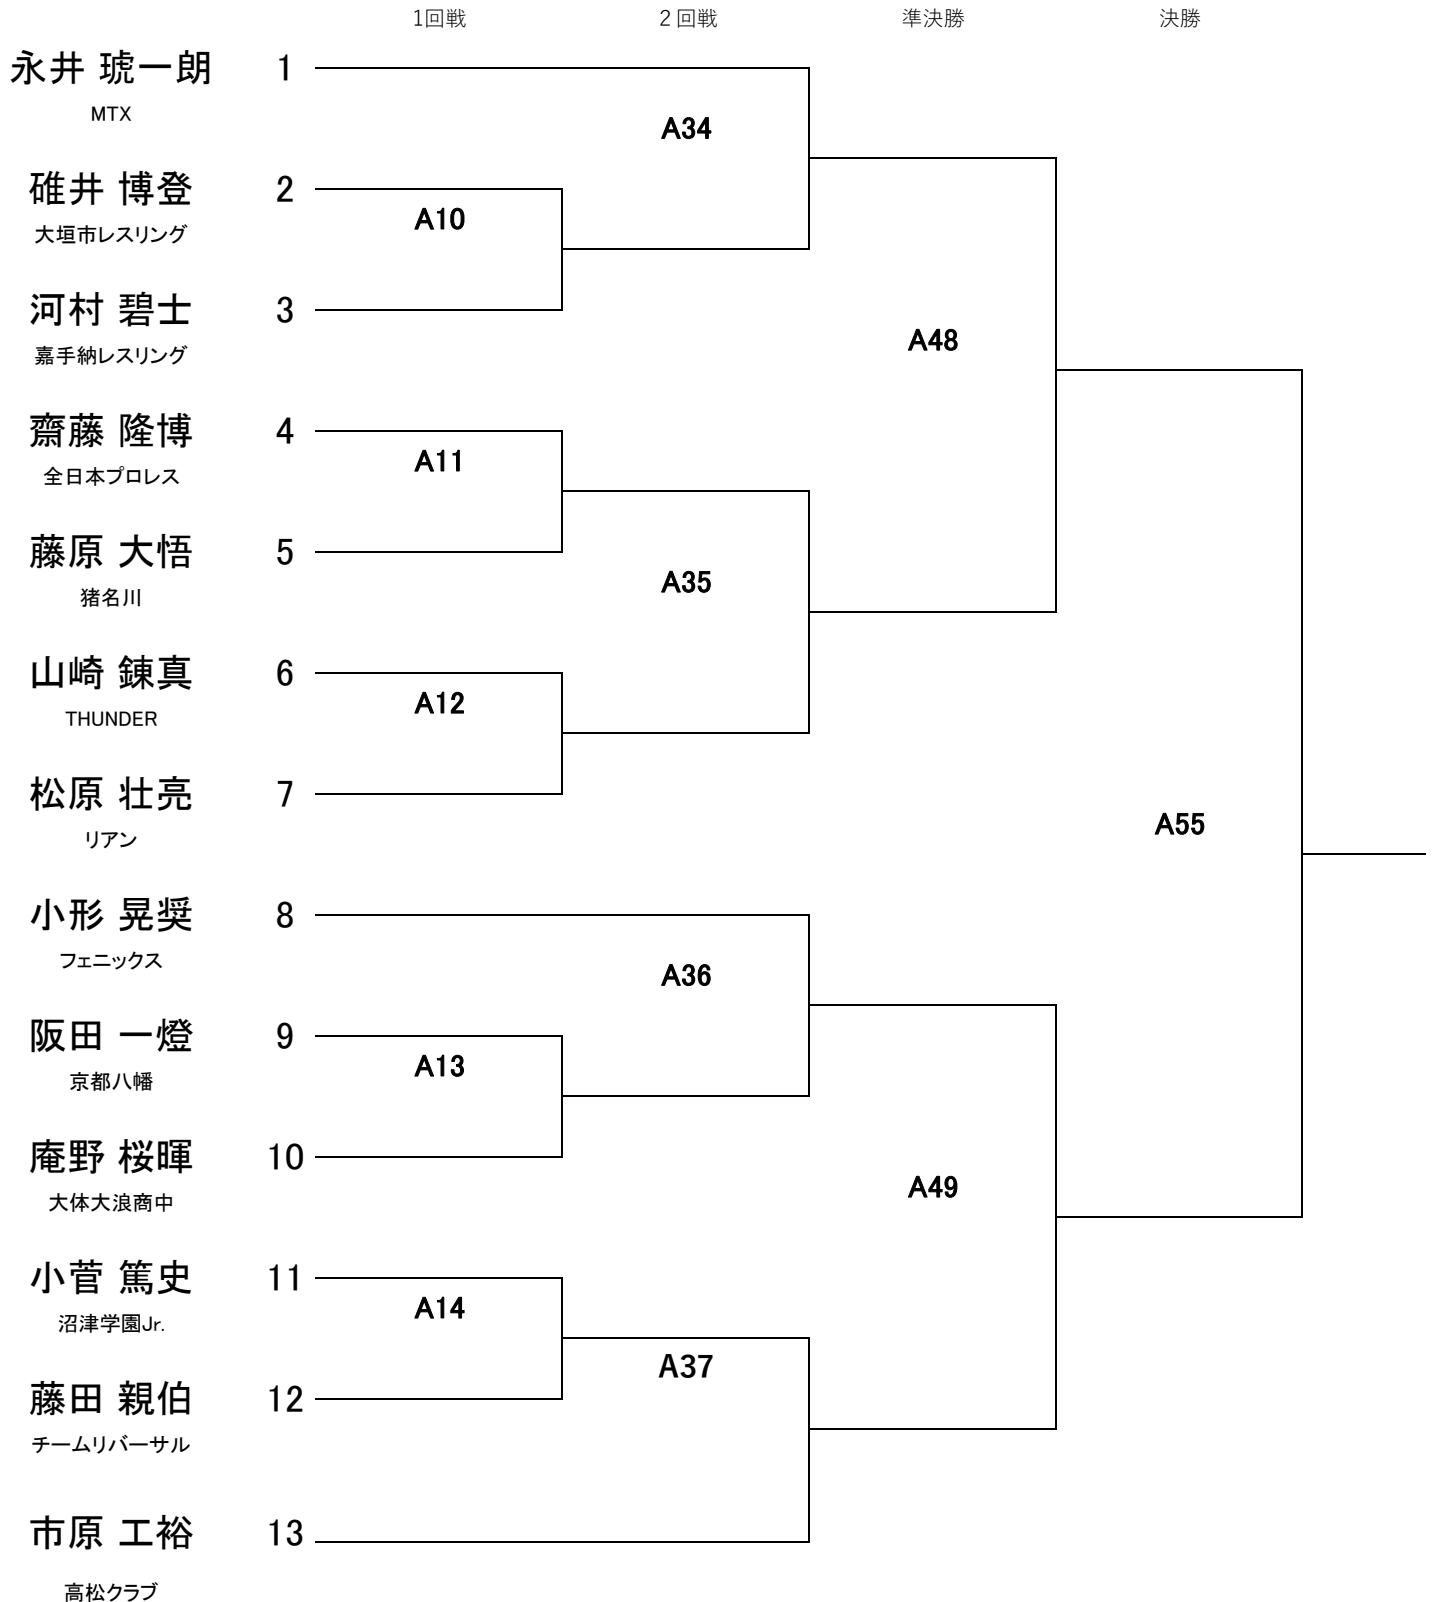 1回戦 2回戦 準決勝 決勝
永井 琥一朗 1
MTX
A34
碓井 博登 2
A10
大垣市レスリング
河村 碧士 3
A48
嘉手納レスリング
齋藤 隆博 4
A11
全日本プロレス
藤原 大悟 5
A35
猪名川
山崎 錬真 6
A12
THUNDER
松原 壮亮 7
A55
リアン
小形 晃奨 8
フェニックス
A36
阪田 一燈 9
A13
京都八幡
庵野 桜暉 10
A49
大体大浪商中
小菅 篤史 11
A14
沼津学園Jr.
A37
藤田 親伯 12
チームリバーサル
市原 工裕 13
高松クラブ